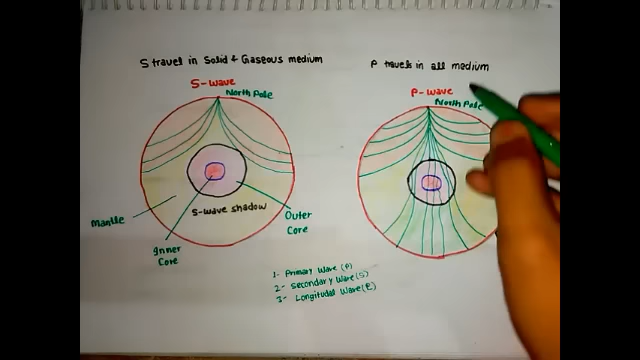 S travel in Solid & Gaseous medium
S-wave
North Pole
Mantle
S-wave shadow
Outer
Core
Inner
Core
P travels in all medium
P-wave
North Pole
1- Primary Wave (P)
2- Secondary Wave (S)
3- Longitudal Wave (E)